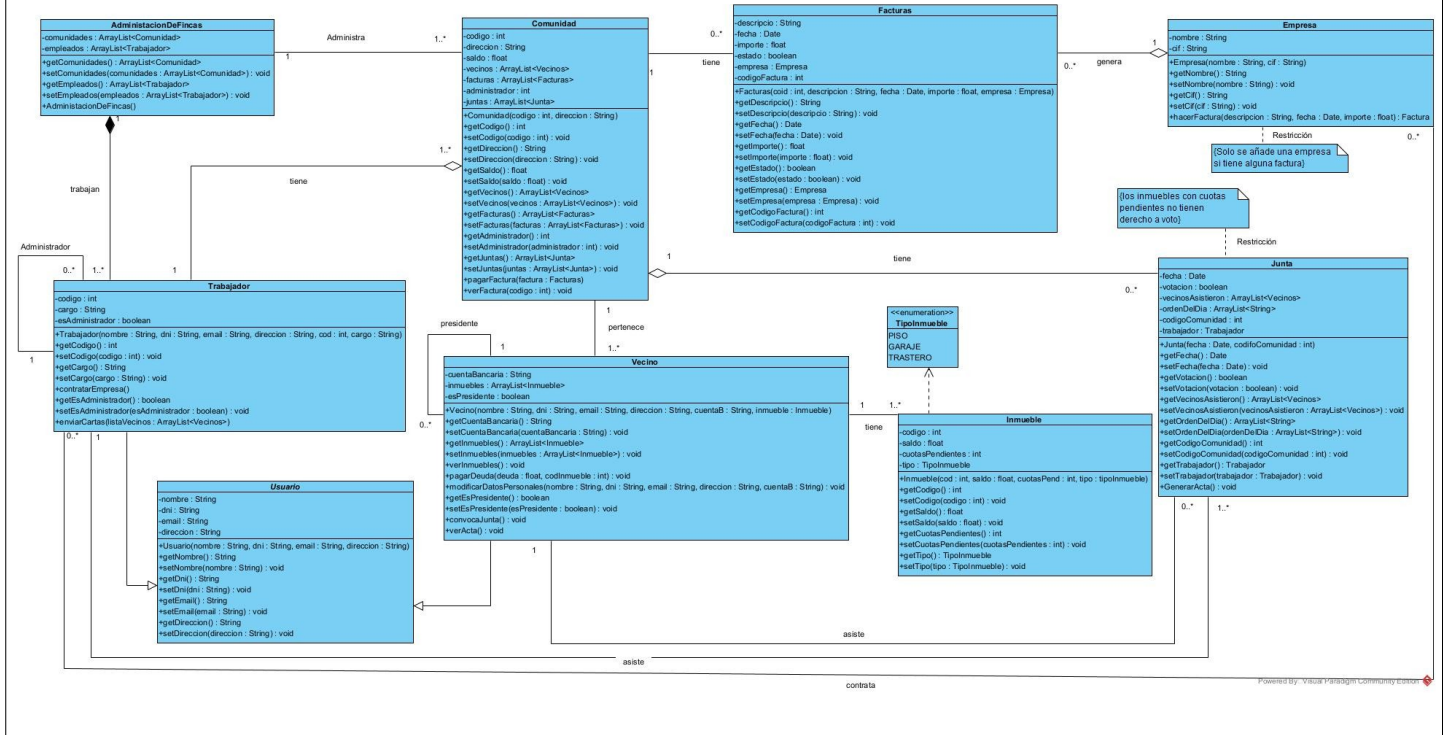 AdministacionDeFincas
-comunidades : ArrayList<Comunidad>
-empleados : ArrayList<Trabajador>
+getComunidades() : ArrayList<Comunidad>
+setComunidades(comunidades : ArrayList<Comunidad>) : void
+getEmpleados() : ArrayList<Trabajador>
+setEmpleados(empleados : ArrayList<Trabajador>) : void
+AdministacionDeFincas()
Administra
1
1..*
Comunidad
-codigo : int
-direccion : String
-saldo : float
-vecinos : ArrayList<Vecinos>
-facturas : ArrayList<Facturas>
-administrador : int
-juntas : ArrayList<Junta>
+Comunidad(codigo : int, direccion : String)
+getCodigo() : int
+setCodigo(codigo : int) : void
+getDireccion() : String
+setDireccion(direccion : String) : void
+getSaldo() : float
+setSaldo(saldo : float) : void
+getVecinos() : ArrayList<Vecinos>
+setVecinos(vecinos : ArrayList<Vecinos>) : void
+getFacturas() : ArrayList<Facturas>
+setFacturas(facturas : ArrayList<Facturas>) : void
+getAdministrador() : int
+setAdministrador(administrador : int) : void
+getJuntas() : ArrayList<Junta>
+setJuntas(juntas : ArrayList<Junta>) : void
+pagarFactura(factura : Facturas)
+verFactura(codigo : int) : void
1
tiene
0..*
Facturas
-descripcio : String
-fecha : Date
-importe : float
-estado : boolean
-empresa : Empresa
-codigoFactura : int
+Facturas(coid : int, descripcion : String, fecha : Date, importe : float, empresa : Empresa)
+getDescripcio() : String
+setDescripcio(descripcio : String) : void
+getFecha() : Date
+setFecha(fecha : Date) : void
+getImporte() : float
+setImporte(importe : float) : void
+getEstado() : boolean
+setEstado(estado : boolean) : void
+getEmpresa() : Empresa
+setEmpresa(empresa : Empresa) : void
+getCodigoFactura() : int
+setCodigoFactura(codigoFactura : int) : void
0..*
genera
1
Empresa
-nombre : String
-cif : String
+Empresa(nombre : String, cif : String)
+getNombre() : String
+setNombre(nombre : String) : void
+getCif() : String
+setCif(cif : String) : void
+hacerFactura(descripcion : String, fecha : Date, importe : float) : Factura
Restricción
0..*
{Solo se añade una empresa
si tiene alguna factura}
{los inmuebles con cuotas
pendientes no tienen
derecho a voto}
Restricción
1
trabajan
1..*
tiene
1
Administrador
0..*
1..*
1
Trabajador
-codigo : int
-cargo : String
-esAdministrador : boolean
+Trabajador(nombre : String, dni : String, email : String, direccion : String, cod : int, cargo : String)
+getCodigo() : int
+setCodigo(codigo : int) : void
+getCargo() : String
+setCargo(cargo : String) : void
+contratarEmpresa()
+getEsAdministrador() : boolean
+setEsAdministrador(esAdministrador : boolean) : void
+enviarCartas(listaVecinos : ArrayList<Vecinos>)
0..*
1
tiene
0..*
Junta
-fecha : Date
-votacion : boolean
-vecinosAsistieron : ArrayList<Vecinos>
-ordenDelDia : ArrayList<String>
-codigoComunidad : int
-trabajador : Trabajador
+Junta(fecha : Date, codifoComunidad : int)
+getFecha() : Date
+setFecha(fecha : Date) : void
+getVotacion() : boolean
+setVotacion(votacion : boolean) : void
+getVecinosAsistieron() : ArrayList<Vecinos>
+setVecinosAsistieron(vecinosAsistieron : ArrayList<Vecinos>) : void
+getOrdenDelDia() : ArrayList<String>
+setOrdenDelDia(ordenDelDia : ArrayList<String>) : void
+getCodigoComunidad() : int
+setCodigoComunidad(codigoComunidad : int) : void
+getTrabajador() : Trabajador
+setTrabajador(trabajador : Trabajador) : void
+GenerarActa() : void
0..*
1..*
1
pertenece
1..*
presidente
1
0..*
Vecino
-cuentaBancaria : String
-inmuebles : ArrayList<Inmueble>
-esPresidente : boolean
+Vecino(nombre : String, dni : String, email : String, direccion : String, cuentaB : String, inmueble : Inmueble)
+getCuentaBancaria() : String
+setCuentaBancaria(cuentaBancaria : String) : void
+getInmuebles() : ArrayList<Inmueble>
+setInmuebles(inmuebles : ArrayList<Inmueble>) : void
+verInmuebles() : void
+pagarDeuda(deuda : float, codInmueble : int) : void
+modificarDatosPersonales(nombre : String, dni : String, email : String, direccion : String, cuentaB : String) : void
+getEsPresidente() : boolean
+setEsPresidente(esPresidente : boolean) : void
+convocaJunta() : void
+verActa() : void
1
<<enumeration>>
TipoInmueble
PISO
GARAJE
TRASTERO
1
tiene
1..*
Inmueble
-codigo : int
-saldo : float
-cuotasPendientes : int
-tipo : TipoInmueble
+Inmueble(cod : int, saldo : float, cuotasPend : int, tipo : tipoInmueble)
+getCodigo() : int
+setCodigo(codigo : int) : void
+getSaldo() : float
+setSaldo(saldo : float) : void
+getCuotasPendientes() : int
+setCuotasPendientes(cuotasPendientes : int) : void
+getTipo() : TipoInmueble
+setTipo(tipo : TipoInmueble) : void
Usuario
-nombre : String
-dni : String
-email : String
-direccion : String
+Usuario(nombre : String, dni : String, email : String, direccion : String)
+getNombre() : String
+setNombre(nombre : String) : void
+getDni() : String
+setDni(dni : String) : void
+getEmail() : String
+setEmail(email : String) : void
+getDireccion() : String
+setDireccion(direccion : String) : void
asiste
asiste
contrata
Powered By: Visual Paradigm Community Edition